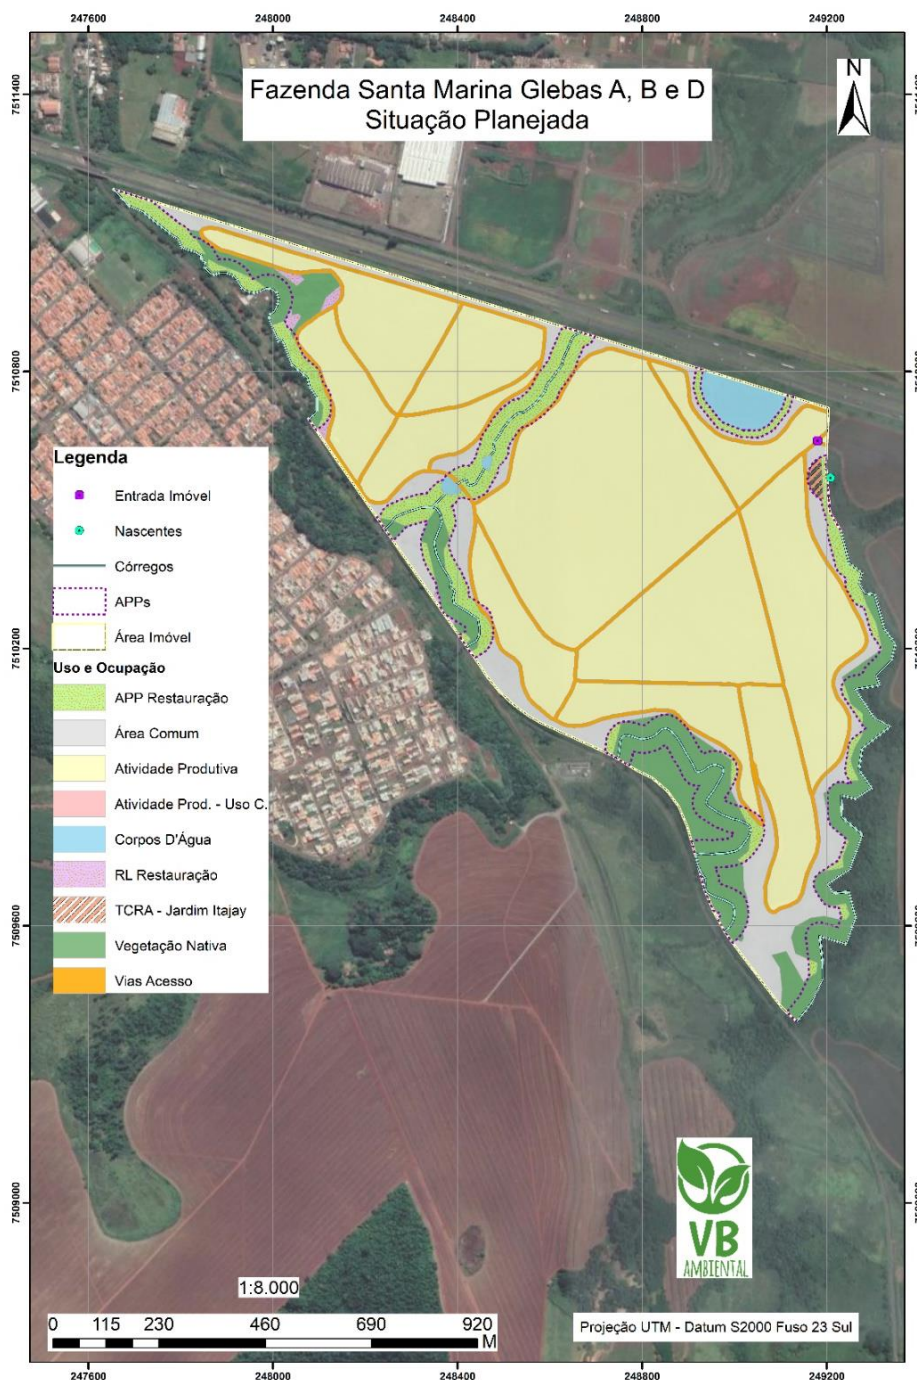 247600 248000 248400 248800 249200
Fazenda Santa Marina Glebas A, B e D
Situação Planejada
N
7511400
7510800
7510200
7509600
7509000
Legenda
Entrada Imóvel
Nascentes
Córregos
APPs
Área Imóvel
Uso e Ocupação
APP Restauração
Área Comum
Atividade Produtiva
Atividade Prod. - Uso C.
Corpos D'Água
RL Restauração
TCRA - Jardim Itajay
Vegetação Nativa
Vias Acesso
VB
AMBIENTAL
1:8.000
0 115 230 460 690 920
M
Projeção UTM - Datum S2000 Fuso 23 Sul
247600 248000 248400 248800 249200